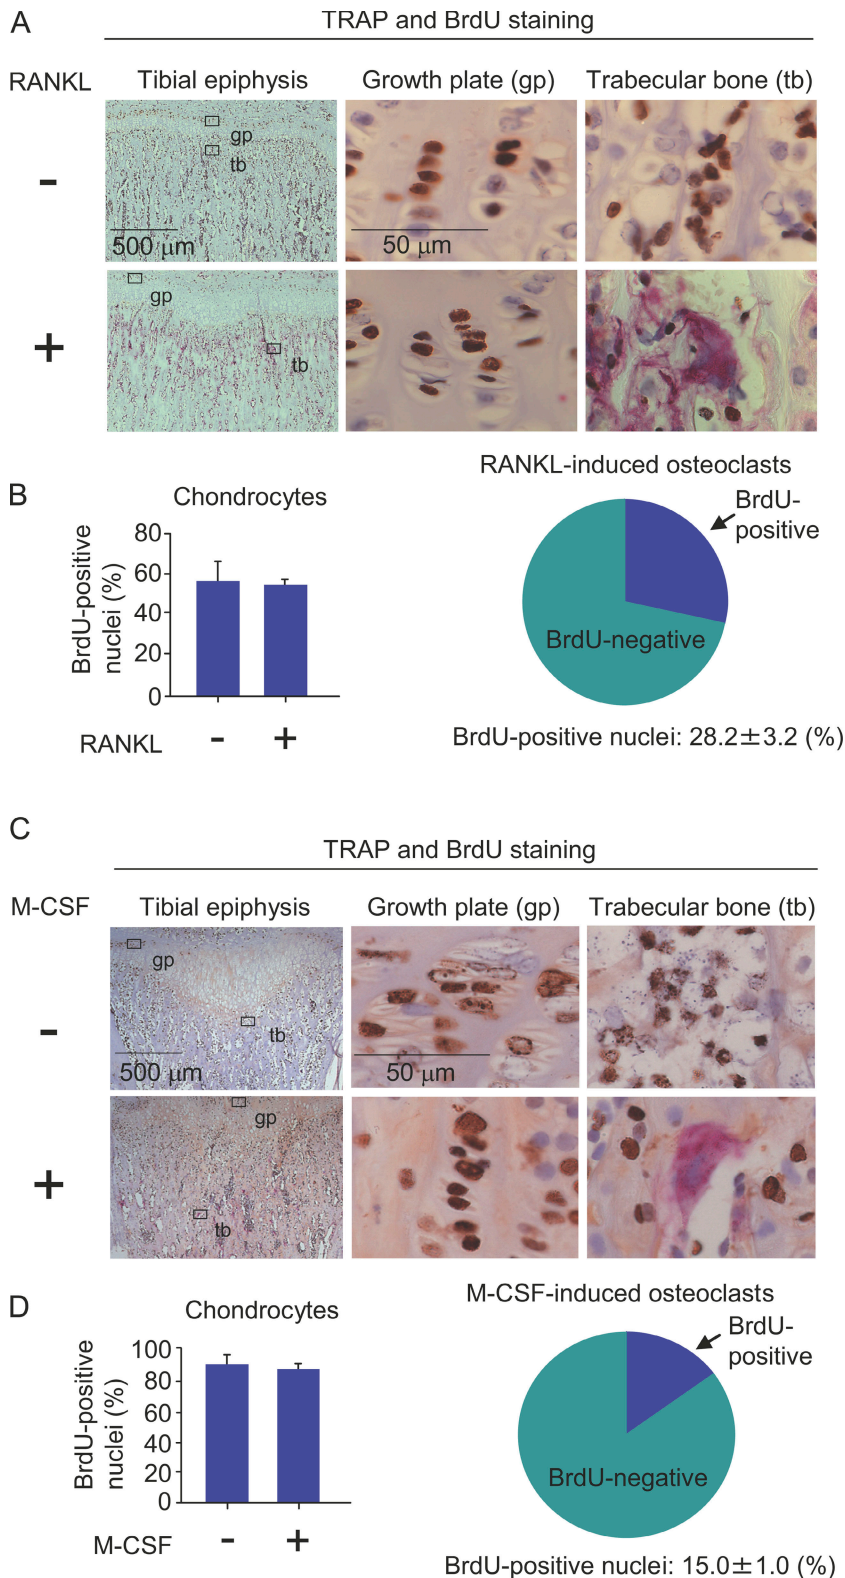 A
TRAP and BrdU staining
RANKL
Tibial epiphysis
Growth plate (gp)
Trabecular bone (tb)
-
gp
tb
500 µm
50 µm
+
gp
tb
B
Chondrocytes
BrdU-positive
nuclei (%)
80
60
40
20
0
RANKL
-
+
RANKL-induced osteoclasts
BrdU-
positive
BrdU-negative
BrdU-positive nuclei: 28.2±3.2 (%)
C
TRAP and BrdU staining
M-CSF
Tibial epiphysis
Growth plate (gp)
Trabecular bone (tb)
-
gp
tb
500 µm
50 µm
+
gp
tb
D
Chondrocytes
BrdU-positive
nuclei (%)
100
80
60
40
20
0
M-CSF
-
+
M-CSF-induced osteoclasts
BrdU-
positive
BrdU-negative
BrdU-positive nuclei: 15.0±1.0 (%)